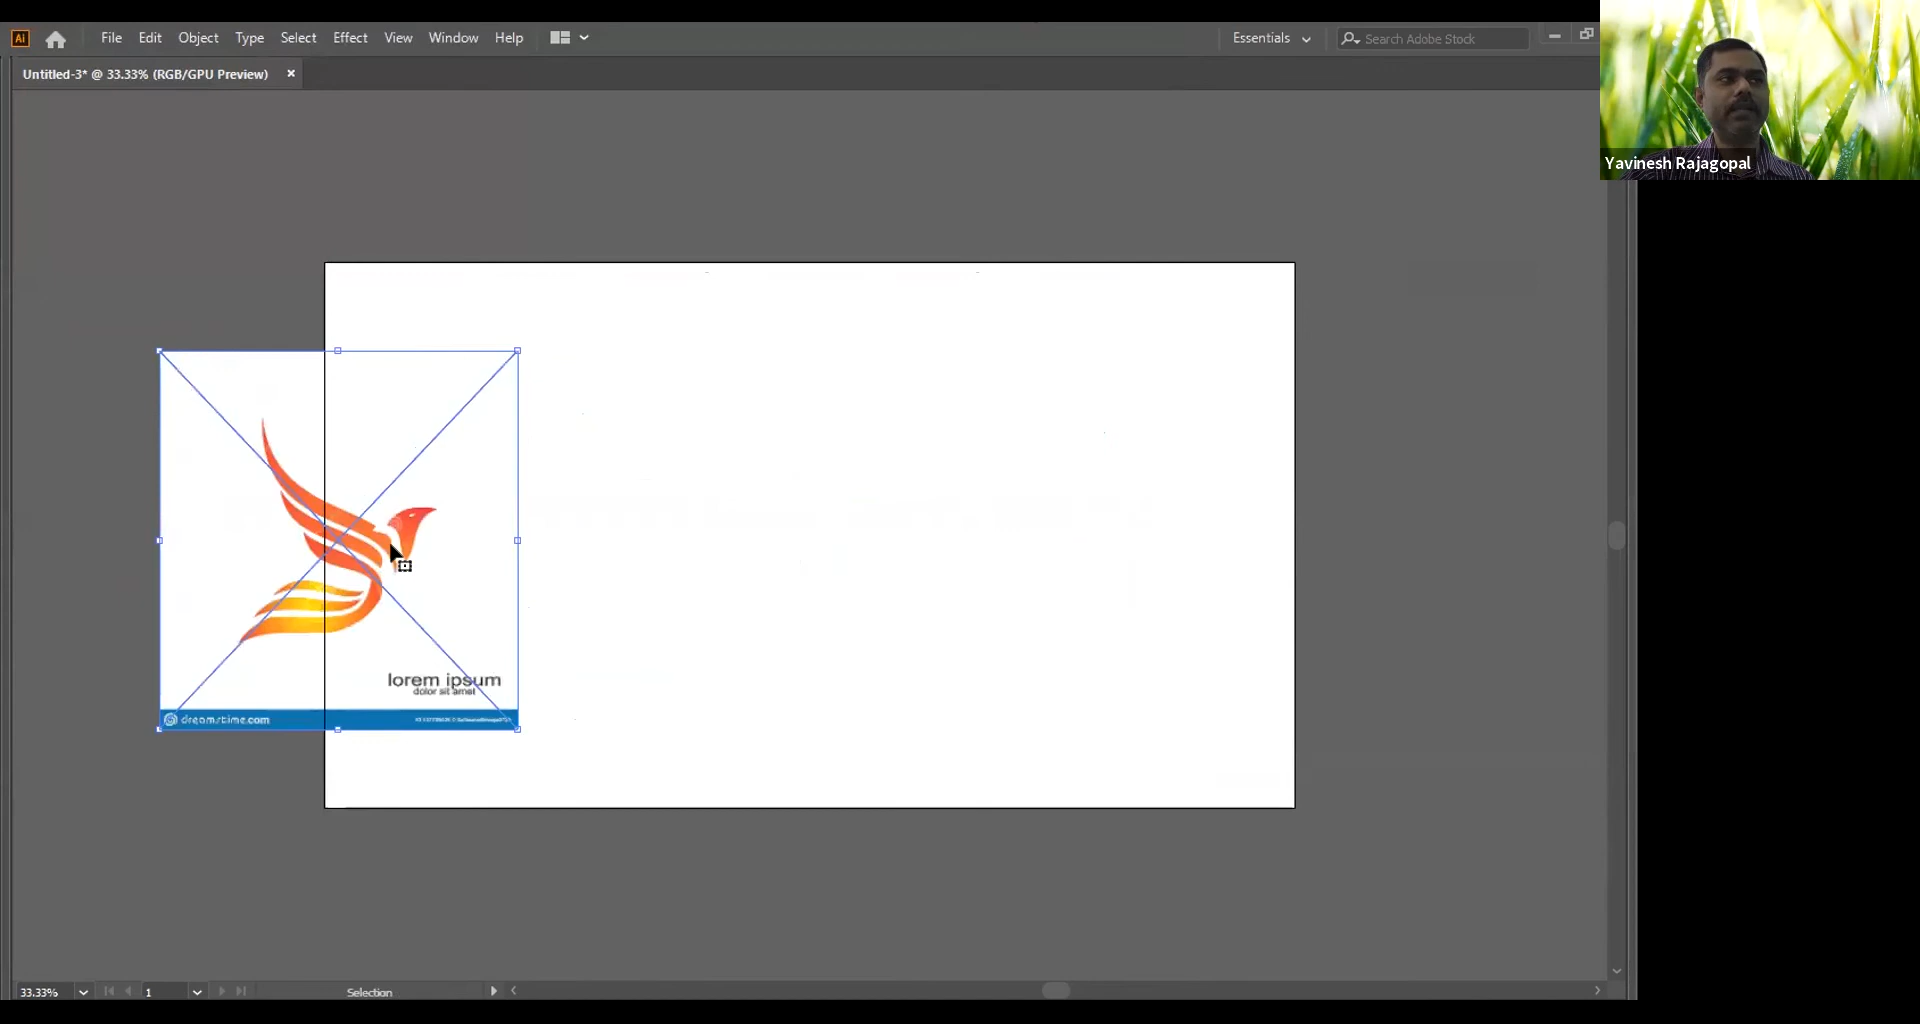 Ai
File Edit Object Type Select Effect View Window Help
Essentials
Search Adobe Stock
Untitled-3* @ 33.33% (RGB/GPU Preview) ×
Yavinesh Rajagopal
lorem ipsum
dolor sit amet
dreamstime.com
33.33%
1
Selection